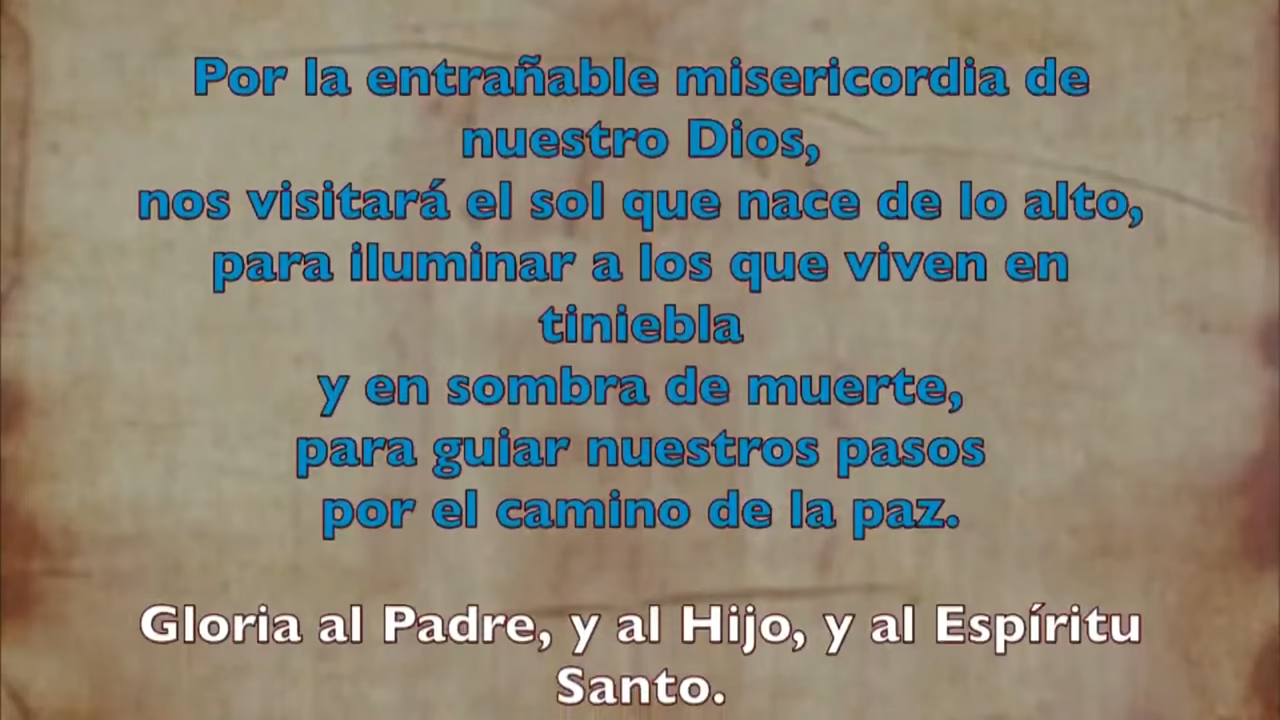 Por la entrañable misericordia de
nuestro Dios,
nos visitará el sol que nace de lo alto,
para iluminar a los que viven en
tiniebla
y en sombra de muerte,
para guiar nuestros pasos
por el camino de la paz.
Gloria al Padre, y al Hijo, y al Espíritu
Santo.